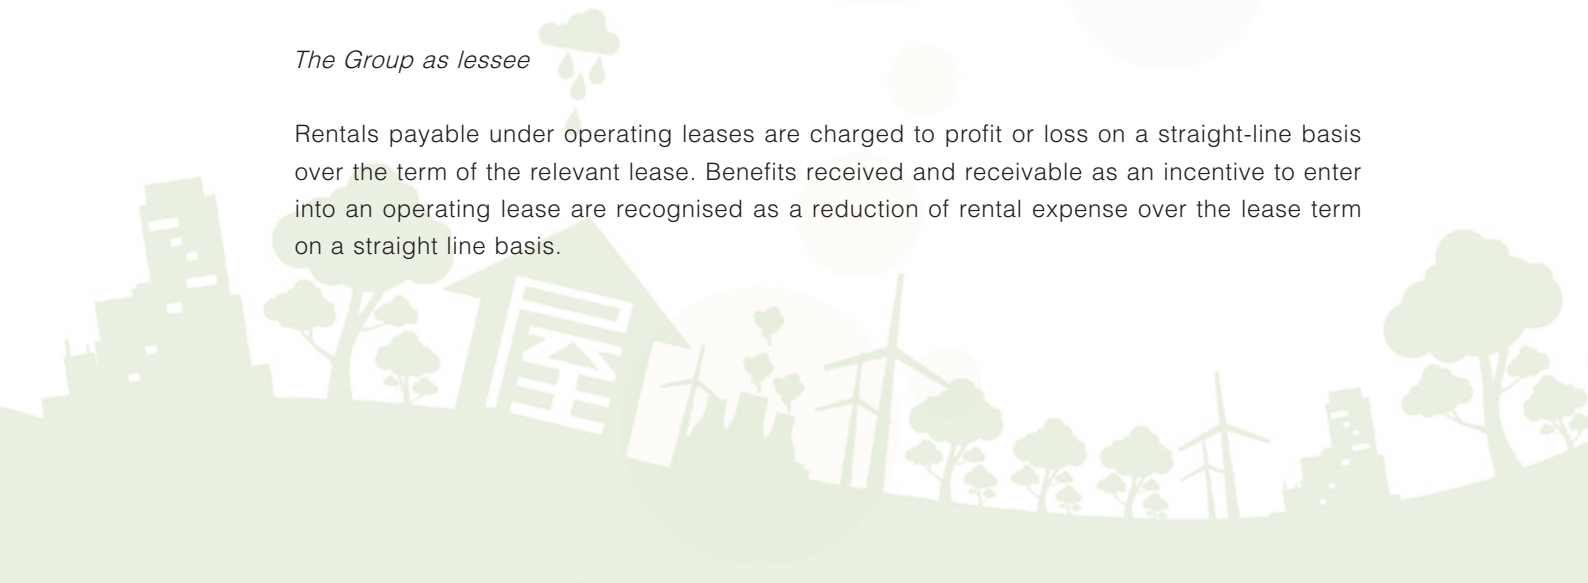 The Group as lessee
Rentals payable under operating leases are charged to profit or loss on a straight-line basis
over the term of the relevant lease. Benefits received and receivable as an incentive to enter
into an operating lease are recognised as a reduction of rental expense over the lease term
on a straight line basis.
屋